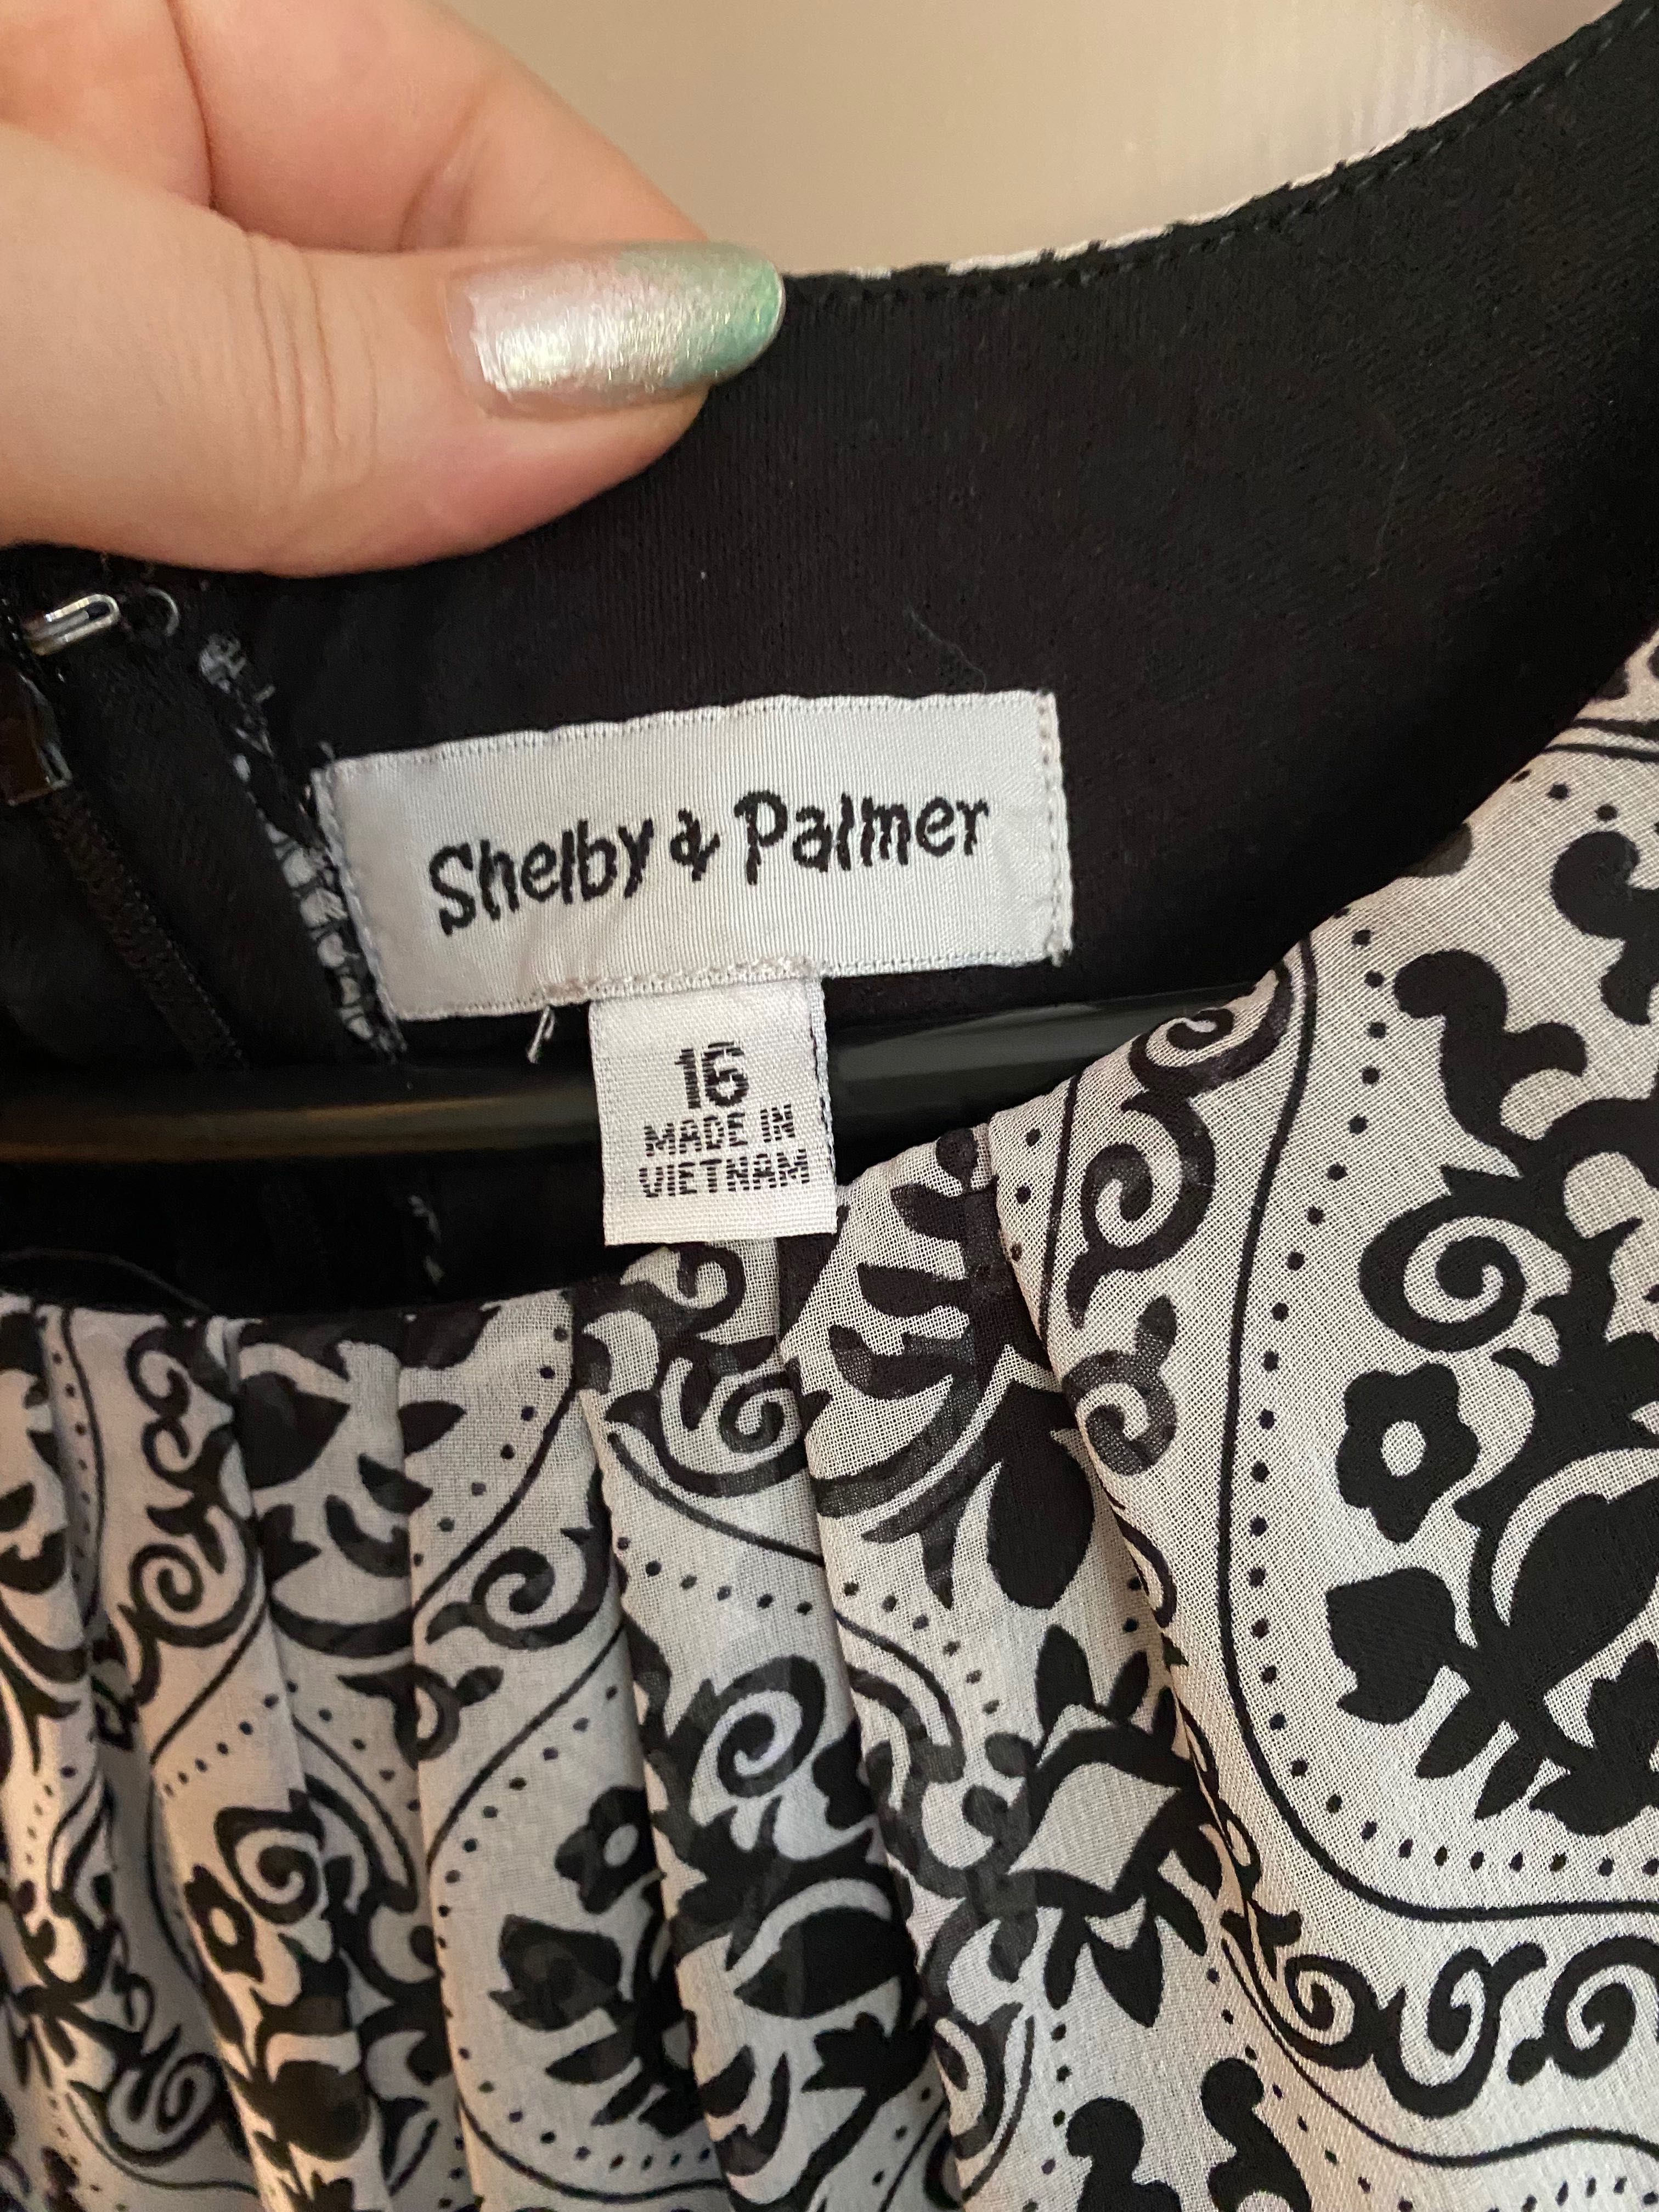 Shelby & Palmer
16
MADE IN
VIETNAM